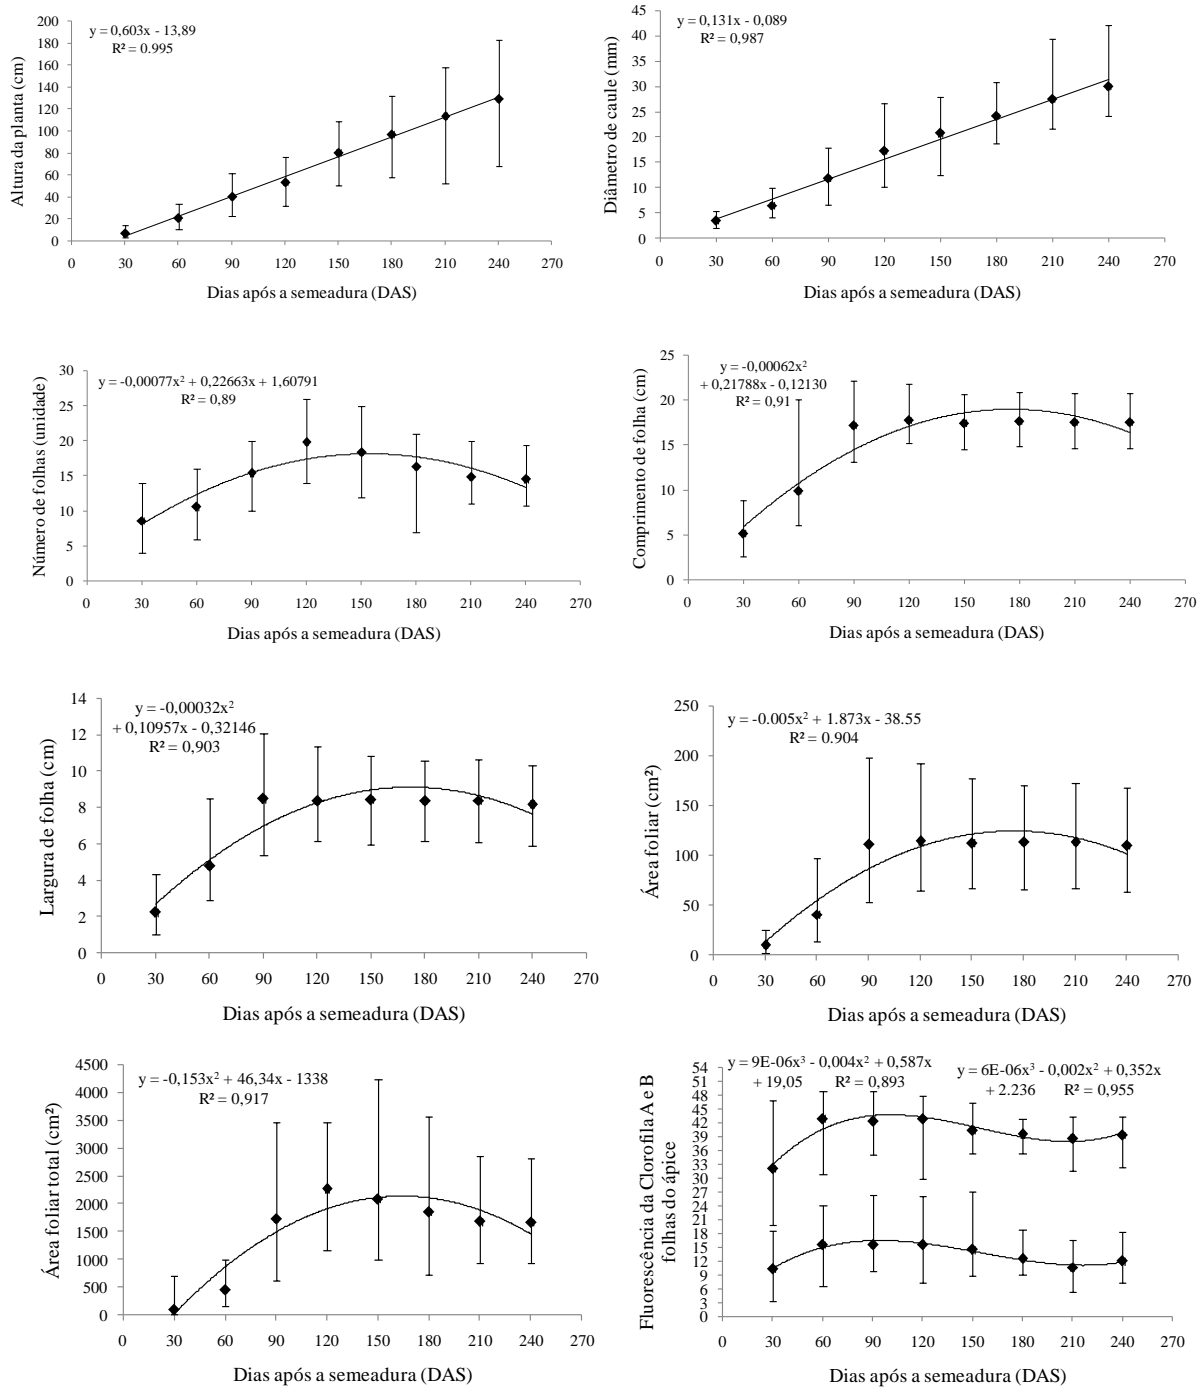 y = 0,603x - 13,89
R² = 0.995
Altura da planta (cm)
200
180
160
140
120
100
80
60
40
20
0
0 30 60 90 120 150 180 210 240 270
Dias após a semeadura (DAS)
y = 0,131x - 0,089
R² = 0,987
Diâmetro de caule (mm)
45
40
35
30
25
20
15
10
5
0
0 30 60 90 120 150 180 210 240 270
Dias após a semeadura (DAS)
y = -0,00077x² + 0,22663x + 1,60791
R² = 0,89
Número de folhas (unidade)
30
25
20
15
10
5
0
0 30 60 90 120 150 180 210 240 270
Dias após a semeadura (DAS)
y = -0,00062x²
+ 0,21788x - 0,12130
R² = 0,91
Comprimento de folha (cm)
25
20
15
10
5
0
0 30 60 90 120 150 180 210 240 270
Dias após a semeadura (DAS)
y = -0,00032x²
+ 0,10957x - 0,32146
R² = 0,903
Largura de folha (cm)
14
12
10
8
6
4
2
0
0 30 60 90 120 150 180 210 240 270
Dias após a semeadura (DAS)
y = -0.005x² + 1.873x - 38.55
R² = 0.904
Área foliar (cm²)
250
200
150
100
50
0
0 30 60 90 120 150 180 210 240 270
Dias após a semeadura (DAS)
y = -0,153x² + 46,34x - 1338
R² = 0,917
Área foliar total (cm²)
4500
4000
3500
3000
2500
2000
1500
1000
500
0
0 30 60 90 120 150 180 210 240 270
Dias após a semeadura (DAS)
y = 9E-06x³ - 0,004x² + 0,587x
+ 19,05 R² = 0,893
y = 6E-06x³ - 0,002x² + 0,352x
+ 2.236 R² = 0,955
Fluorescência da Clorofila A e B
folhas do ápice
54
51
48
45
42
39
36
33
30
27
24
21
18
15
12
9
6
3
0
0 30 60 90 120 150 180 210 240 270
Dias após a semeadura (DAS)